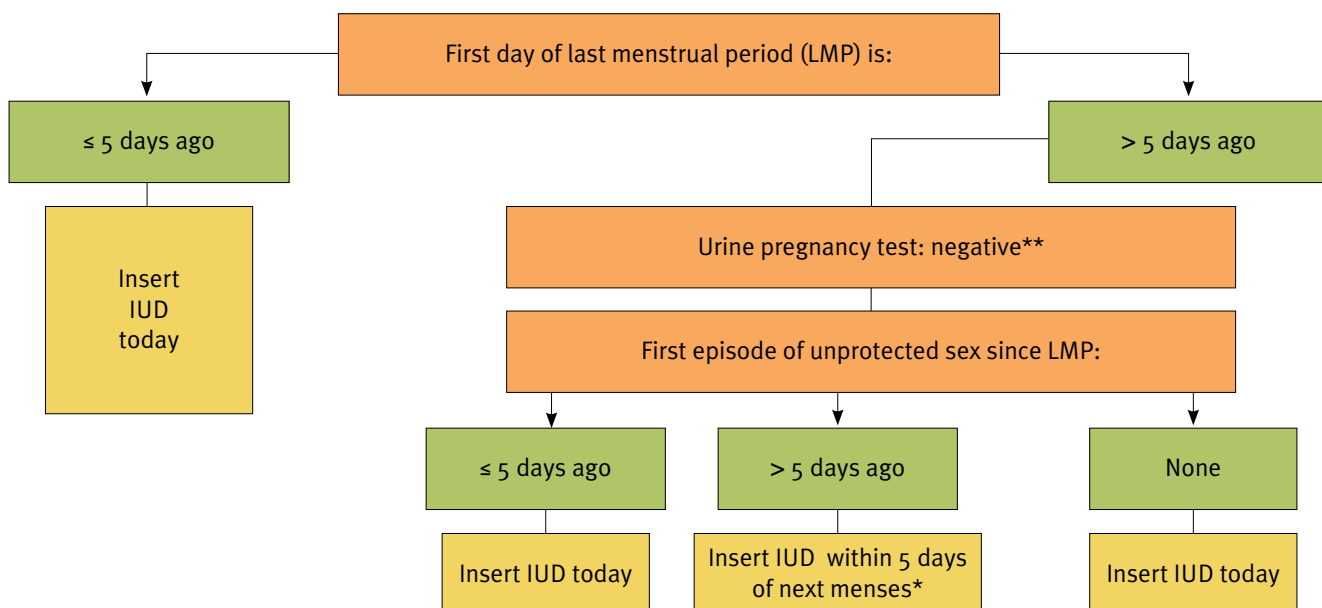 First day of last menstrual period (LMP) is:
≤ 5 days ago
> 5 days ago
Insert
IUD
today
Urine pregnancy test: negative**
First episode of unprotected sex since LMP:
≤ 5 days ago
> 5 days ago
None
Insert IUD today
Insert IUD within 5 days
of next menses*
Insert IUD today